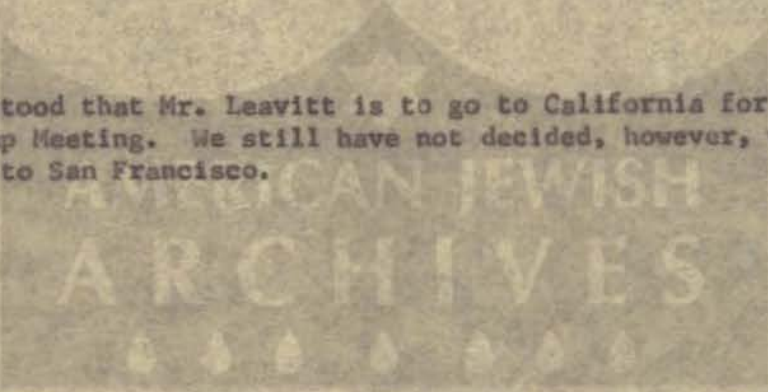 tood that Mr. Leavitt is to go to California for
p Meeting. We still have not decided, however,
to San Francisco.
AMERICAN JEWISH
ARCHIVES